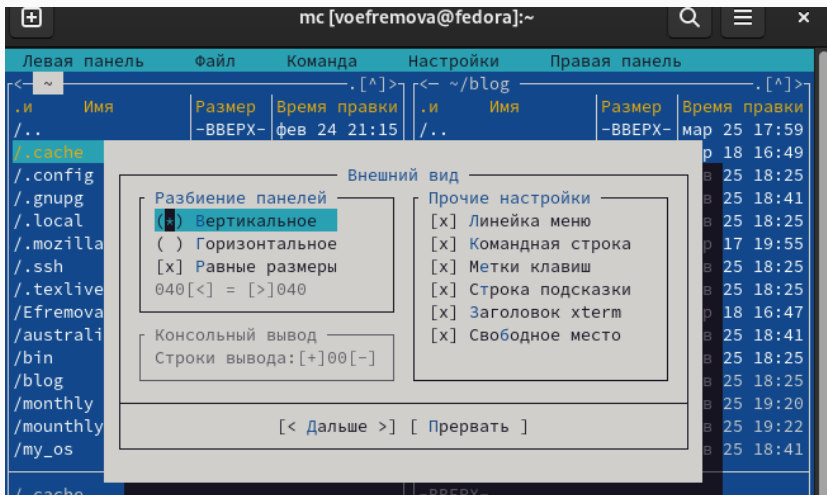 mc [voefremova@fedora]:~
Левая панель Файл Команда Настройки Правая панель
<— ~ .[^]> <— ~/blog .[^]>
.и Имя Размер Время правки .и Имя Размер Время правки
/.. -ВВЕРХ- фев 24 21:15 /.. -ВВЕРХ- мар 25 17:59
/.cache р 18 16:49
/.config Внешний вид в 25 18:25
/.gnupg Разбиение панелей Прочие настройки в 25 18:41
/.local (*) Вертикальное [x] Линейка меню в 25 18:25
/.mozilla ( ) Горизонтальное [x] Командная строка р 17 19:55
/.ssh [x] Равные размеры [x] Метки клавиш в 25 18:25
/.texlive 040[<] = [>]040 [x] Строка подсказки в 25 18:25
/Efremova [x] Заголовок xterm р 18 16:47
/australi Консольный вывод [x] Свободное место в 25 18:41
/bin Строки вывода:[+]00[-] в 25 18:25
/blog в 25 18:25
/monthly в 25 19:20
/mounthly [< Дальше >] [ Прервать ] в 25 19:22
/my_os в 25 18:41
/.cache -ВВЕРХ-